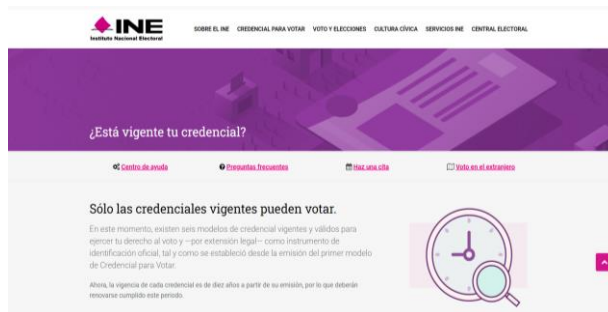 INE
Instituto Nacional Electoral
SOBRE EL INE CREDENCIAL PARA VOTAR VOTO Y ELECCIONES CULTURA CÍVICA SERVICIOS INE CENTRAL ELECTORAL
¿Está vigente tu credencial?
Centro de ayuda Preguntas frecuentes Haz una cita Voto en el extranjero
Sólo las credenciales vigentes pueden votar.
En este momento, existen seis modelos de credencial vigentes y válidos para
ejercer tu derecho al voto y —por extensión legal— como instrumento de
identificación oficial, tal y como se estableció desde la emisión del primer modelo
de Credencial para Votar.
Ahora, la vigencia de cada credencial es de diez años a partir de su emisión, por lo que deberán
renovarse cumplido este periodo.